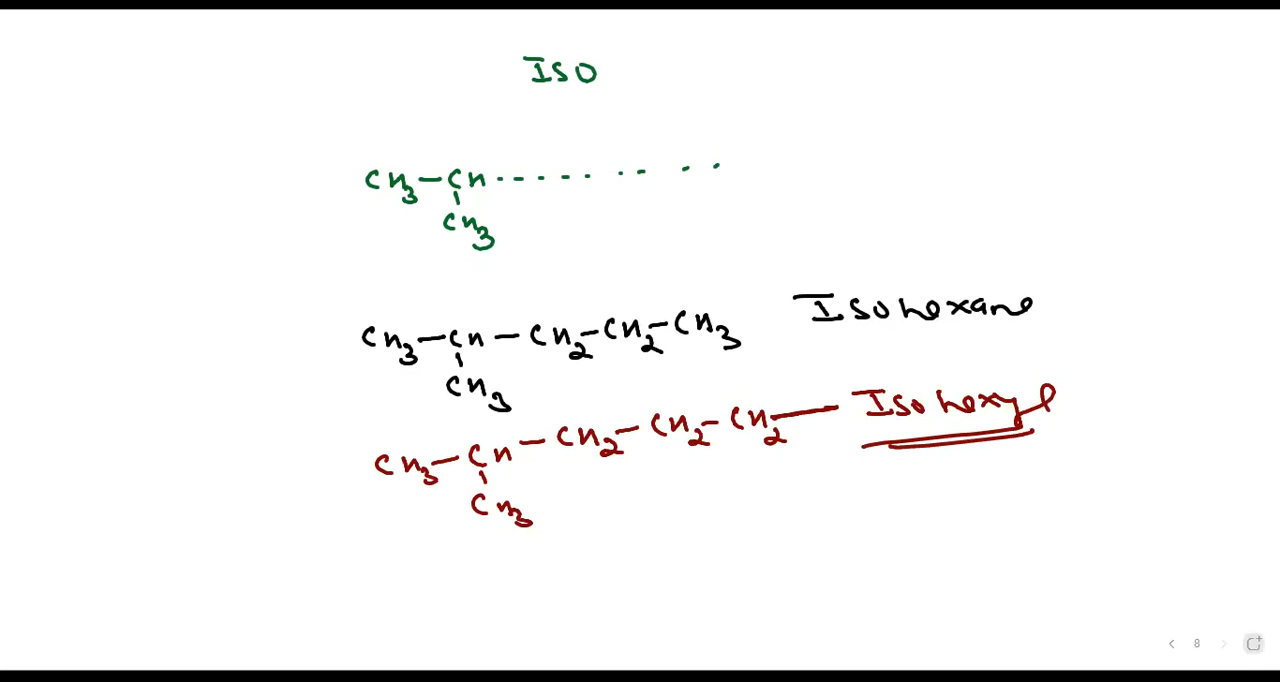 Iso
CH3-CH.........
CH3
CH3-CH-CH2-CH2-CH3 Isohexane
CH3
CH3-CH-CH2-CH2-CH2- Isohexyl
CH3
8